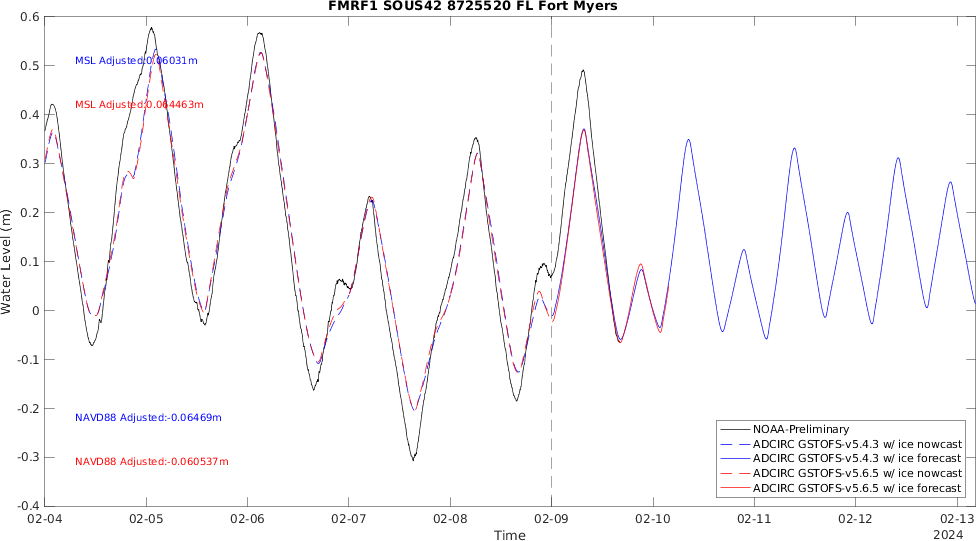 FMRF1 SOUS42 8725520 FL Fort Myers
0.6
0.5
0.4
0.3
0.2
0.1
0
-0.1
-0.2
-0.3
-0.4
Water Level (m)
MSL Adjusted:0.06031m
MSL Adjusted:0.064463m
NAVD88 Adjusted:-0.06469m
NAVD88 Adjusted:-0.060537m
NOAA-Preliminary
ADCIRC GSTOFS-v5.4.3 w/ ice nowcast
ADCIRC GSTOFS-v5.4.3 w/ ice forecast
ADCIRC GSTOFS-v5.6.5 w/ ice nowcast
ADCIRC GSTOFS-v5.6.5 w/ ice forecast
02-04 02-05 02-06 02-07 02-08 02-09 02-10 02-11 02-12 02-13
Time
2024